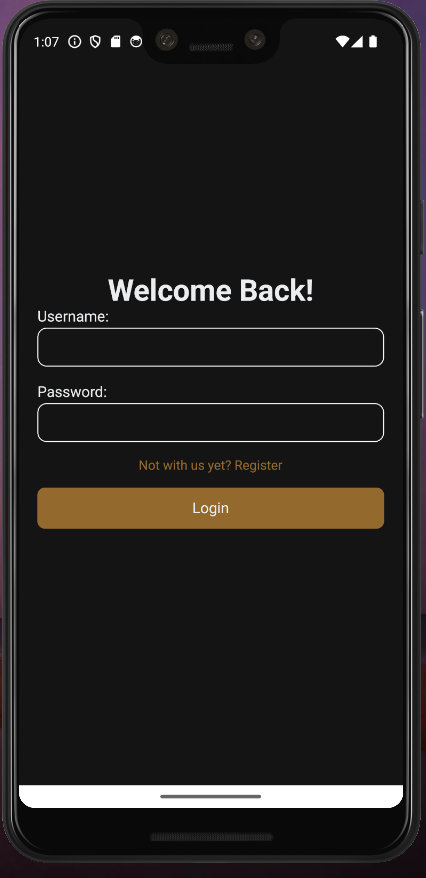 1:07
Welcome Back!
Username:
Password:
Not with us yet? Register
Login